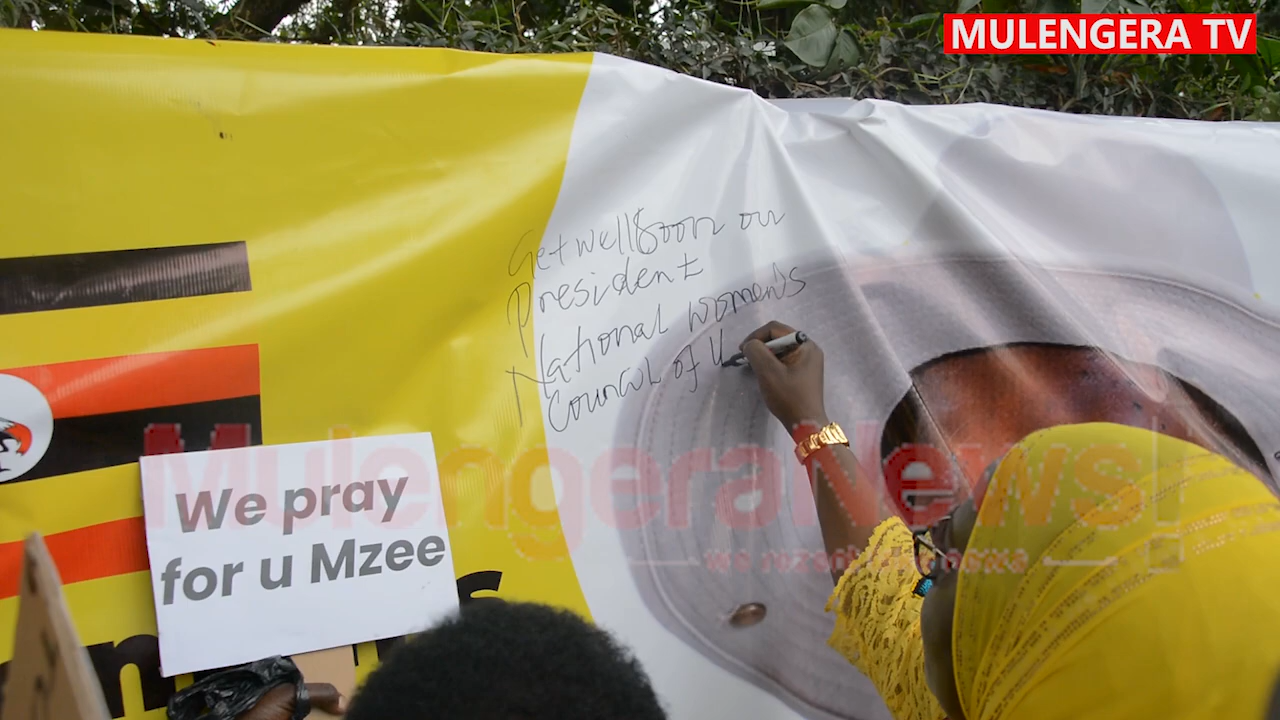 MULENGERA TV
Get well Soon our
President
National women's
Council of U
We pray
for u Mzee
MulengeraNews